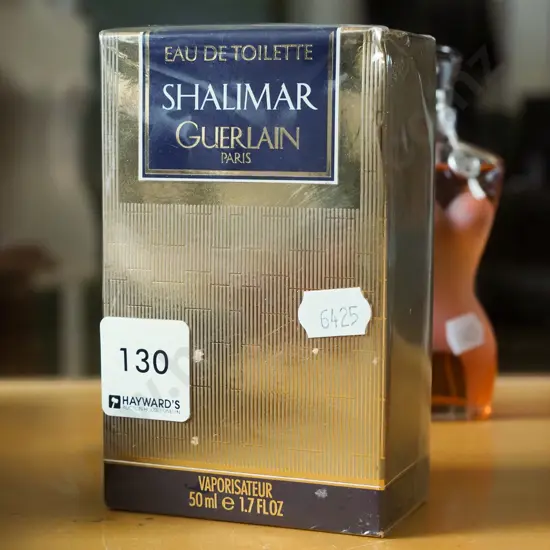 EAU DE TOILETTE
SHALIMAR
GUERLAIN
PARIS
6425
130
HAYWARD'S
VAPORISATEUR
50 ml e 1.7 FL OZ